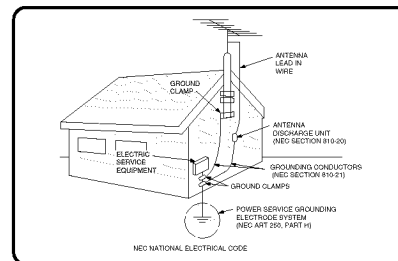 ANTENNA
LEAD IN
WIRE
GROUND
CLAMP
ANTENNA
DISCHARGE UNIT
(NEC SECTION 810-20)
ELECTRIC
SERVICE
EQUIPMENT
GROUNDING CONDUCTORS
(NEC SECTION 810-21)
GROUND CLAMPS
POWER SERVICE GROUNDING
ELECTRODE SYSTEM
(NEC ART 250, PART H)
NEC NATIONAL ELECTRICAL CODE